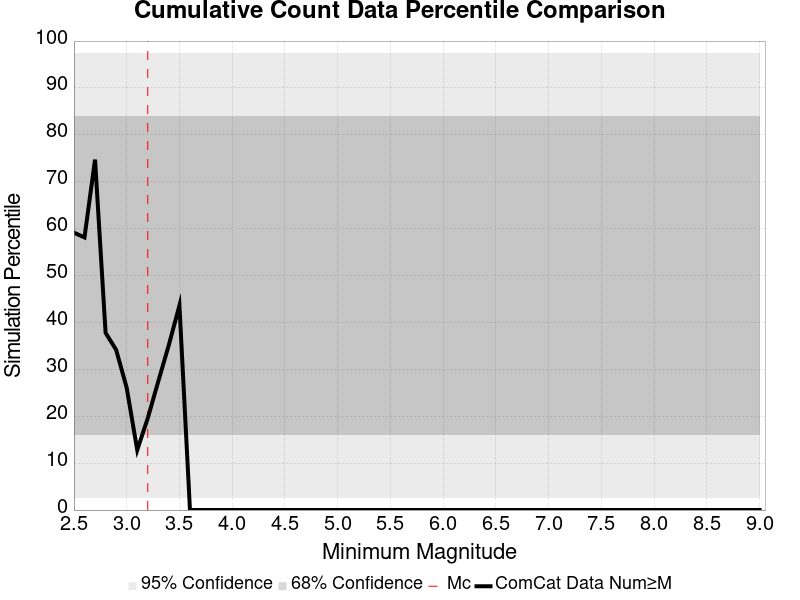 Cumulative Count Data Percentile Comparison
100
90
80
70
60
50
40
30
20
10
0
Simulation Percentile
2.5 3.0 3.5 4.0 4.5 5.0 5.5 6.0 6.5 7.0 7.5 8.0 8.5 9.0
Minimum Magnitude
95% Confidence 68% Confidence Mc ComCat Data Num≥M